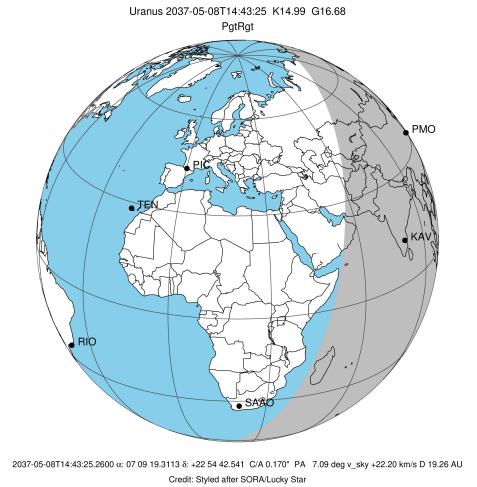 Uranus 2037-05-08T14:43:25 K14.99 G16.68
PgtRgt
PMO
PIC
TEN
KAV
RIO
SAAO
2037-05-08T14:43:25.2600 α: 07 09 19.3113 δ: +22 54 42.541 C/A 0.170" PA 7.09 deg v_sky +22.20 km/s D 19.26 AU
Credit: Styled after SORA/Lucky Star